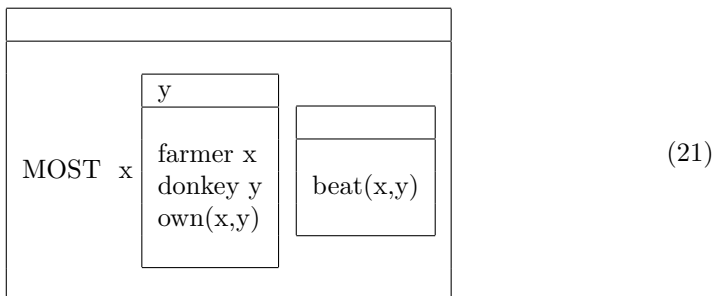 y
farmer x
MOST x donkey y beat(x,y) (21)
own(x,y)